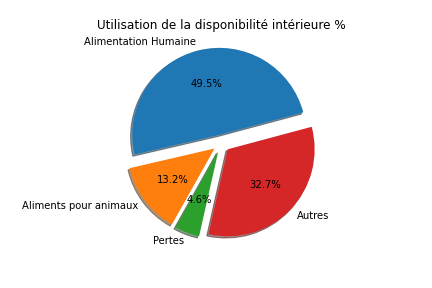 Utilisation de la disponibilité intérieure %
Alimentation Humaine
49.5%
13.2%
4.6%
32.7%
Aliments pour animaux
Autres
Pertes